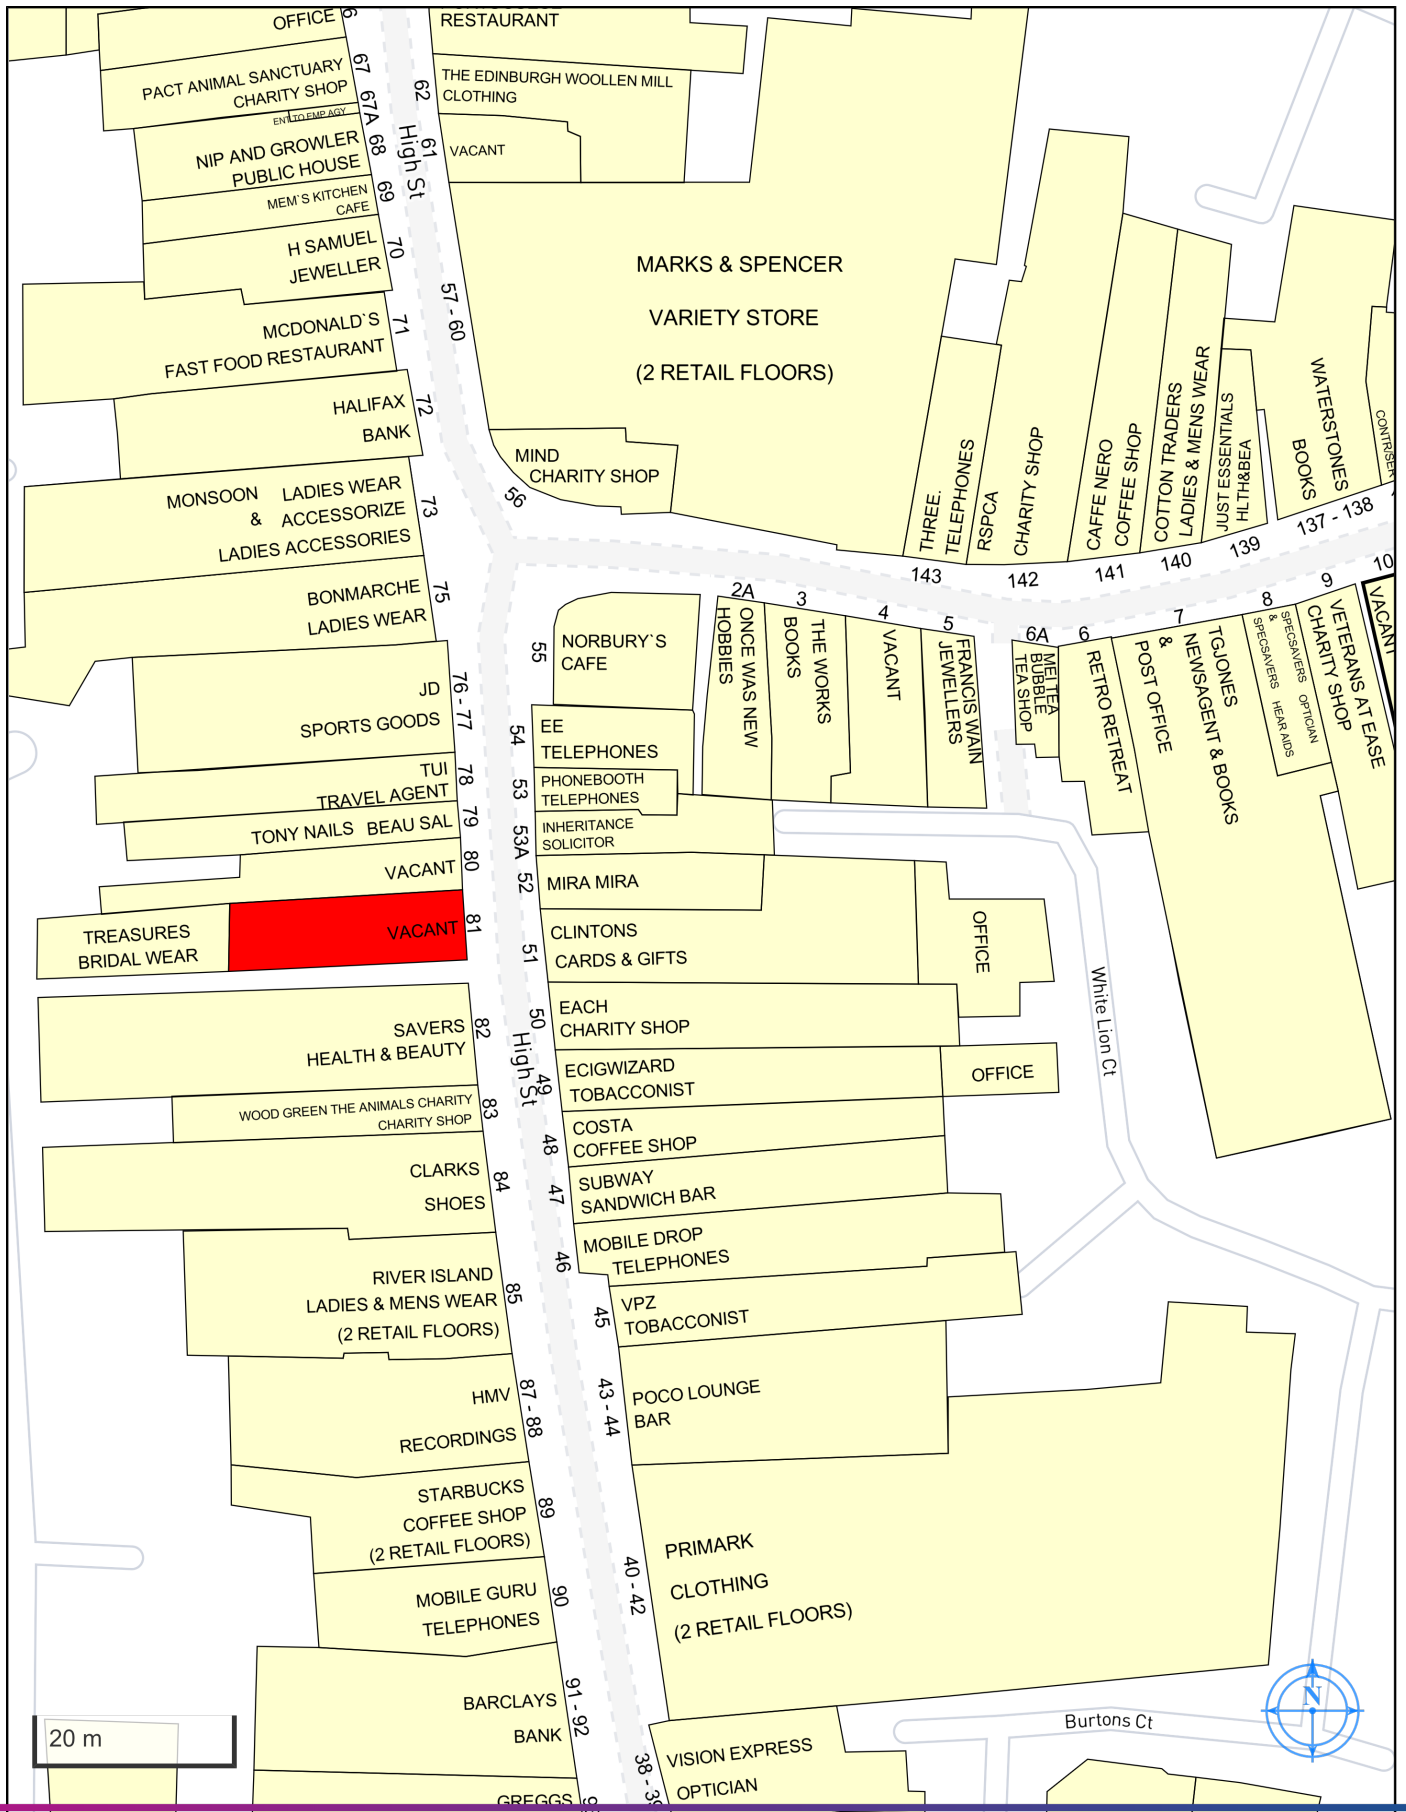 OFFICE
RESTAURANT
67
PACT ANIMAL SANCTUARY
CHARITY SHOP
67A
ENT TO EMP AGY
68
NIP AND GROWLER
PUBLIC HOUSE
69
MEM`S KITCHEN
CAFE
70
H SAMUEL
JEWELLER
71
MCDONALD`S
FAST FOOD RESTAURANT
72
HALIFAX
BANK
73
MONSOON LADIES WEAR
& ACCESSORIZE
LADIES ACCESSORIES
75
BONMARCHE
LADIES WEAR
76 - 77
JD
SPORTS GOODS
78
TUI
TRAVEL AGENT
79
TONY NAILS BEAU SAL
80
VACANT
81
VACANT
TREASURES
BRIDAL WEAR
82
SAVERS
HEALTH & BEAUTY
83
WOOD GREEN THE ANIMALS CHARITY
CHARITY SHOP
84
CLARKS
SHOES
85
RIVER ISLAND
LADIES & MENS WEAR
(2 RETAIL FLOORS)
87 - 88
HMV
RECORDINGS
89
STARBUCKS
COFFEE SHOP
(2 RETAIL FLOORS)
90
MOBILE GURU
TELEPHONES
91 - 92
BARCLAYS
BANK
GREGGS
High St
High St
62
THE EDINBURGH WOOLLEN MILL
CLOTHING
61
VACANT
57 - 60
MARKS & SPENCER
VARIETY STORE
(2 RETAIL FLOORS)
56
MIND
CHARITY SHOP
143
THREE.
TELEPHONES
142
RSPCA
CHARITY SHOP
141
CAFFE NERO
COFFEE SHOP
140
COTTON TRADERS
LADIES & MENS WEAR
139
JUST ESSENTIALS
HLTH&BEA
137 - 138
WATERSTONES
BOOKS
CONTR/SER
2A
ONCE WAS NEW
HOBBIES
3
THE WORKS
BOOKS
4
VACANT
5
FRANCIS WAIN
JEWELLERS
6A
MEI TEA
BUBBLE
TEA SHOP
6
RETRO RETREAT
7
TGJONES
NEWSAGENT & BOOKS
&
POST OFFICE
8
SPECSAVERS OPTICIAN
&
SPECSAVERS HEAR AIDS
9
VETERANS AT EASE
CHARITY SHOP
10
VACANT
55
NORBURY`S
CAFE
54
EE
TELEPHONES
53
PHONEBOOTH
TELEPHONES
53A
INHERITANCE
SOLICITOR
52
MIRA MIRA
51
CLINTONS
CARDS & GIFTS
OFFICE
50
EACH
CHARITY SHOP
49
ECIGWIZARD
TOBACCONIST
OFFICE
48
COSTA
COFFEE SHOP
47
SUBWAY
SANDWICH BAR
46
MOBILE DROP
TELEPHONES
45
VPZ
TOBACCONIST
43 - 44
POCO LOUNGE
BAR
40 - 42
PRIMARK
CLOTHING
(2 RETAIL FLOORS)
38 - 39
VISION EXPRESS
OPTICIAN
White Lion Ct
Burtons Ct
N
20 m